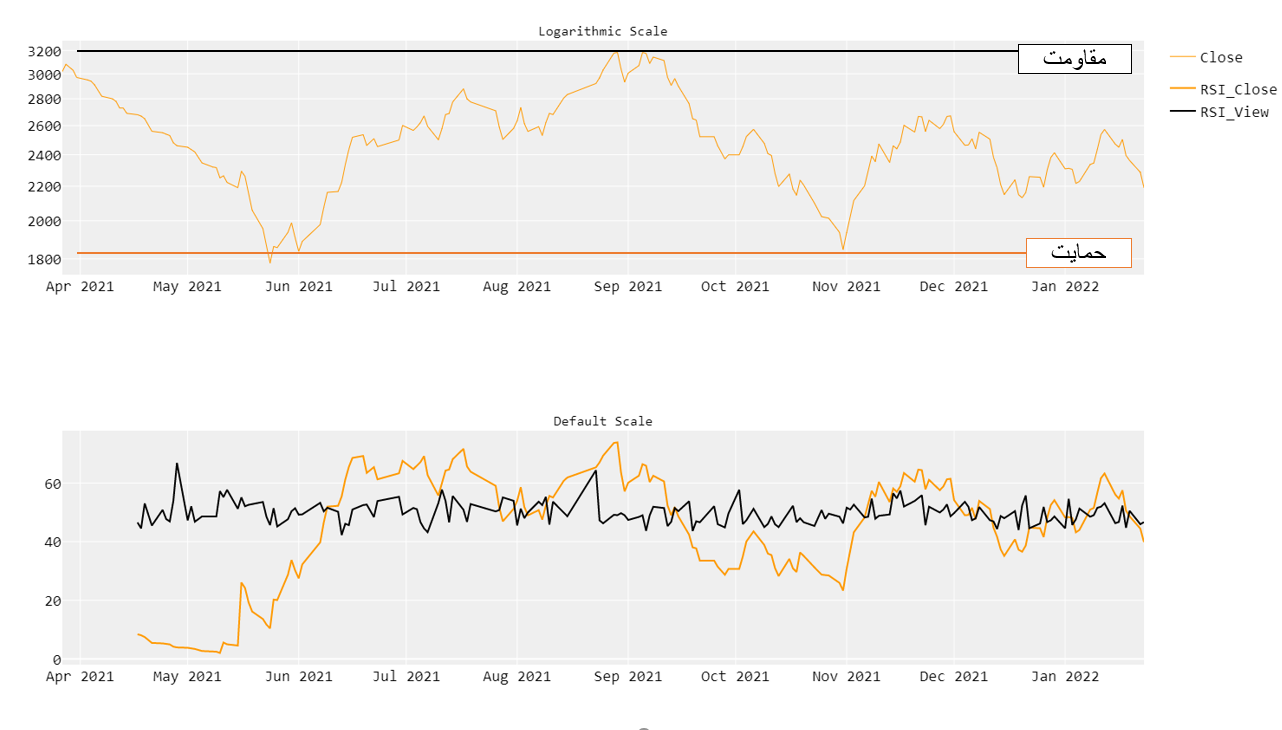 Logarithmic Scale
3200
3000
2800
2600
2400
2200
2000
1800
مقاومت
حمایت
Apr 2021 May 2021 Jun 2021 Jul 2021 Aug 2021 Sep 2021 Oct 2021 Nov 2021 Dec 2021 Jan 2022
Close
RSI_Close
RSI_View
Default Scale
60
40
20
0
Apr 2021 May 2021 Jun 2021 Jul 2021 Aug 2021 Sep 2021 Oct 2021 Nov 2021 Dec 2021 Jan 2022